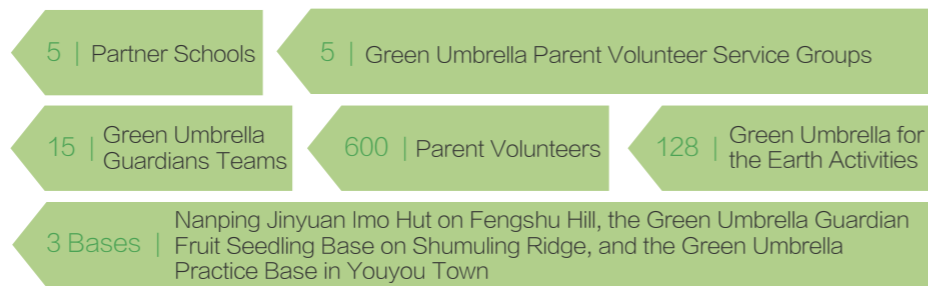 5 | Partner Schools
5 | Green Umbrella Parent Volunteer Service Groups
15 | Green Umbrella
Guardians Teams
600 | Parent Volunteers
128 | Green Umbrella for
the Earth Activities
3 Bases | Nanping Jinyuan Imo Hut on Fengshu Hill, the Green Umbrella Guardian
Fruit Seedling Base on Shumuling Ridge, and the Green Umbrella
Practice Base in Youyou Town